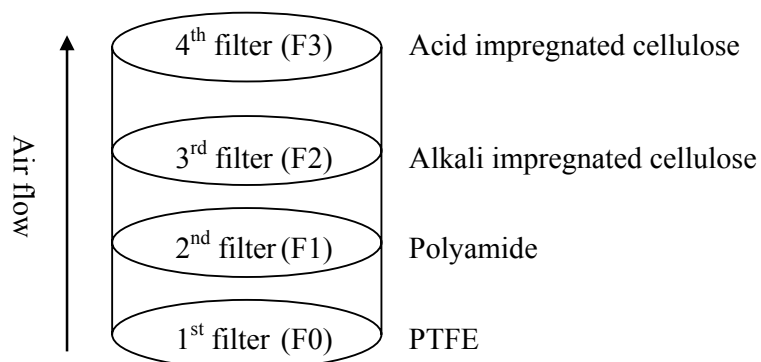 4th filter (F3) Acid impregnated cellulose
3rd filter (F2) Alkali impregnated cellulose
Air flow
2nd filter (F1) Polyamide
1st filter (F0) PTFE